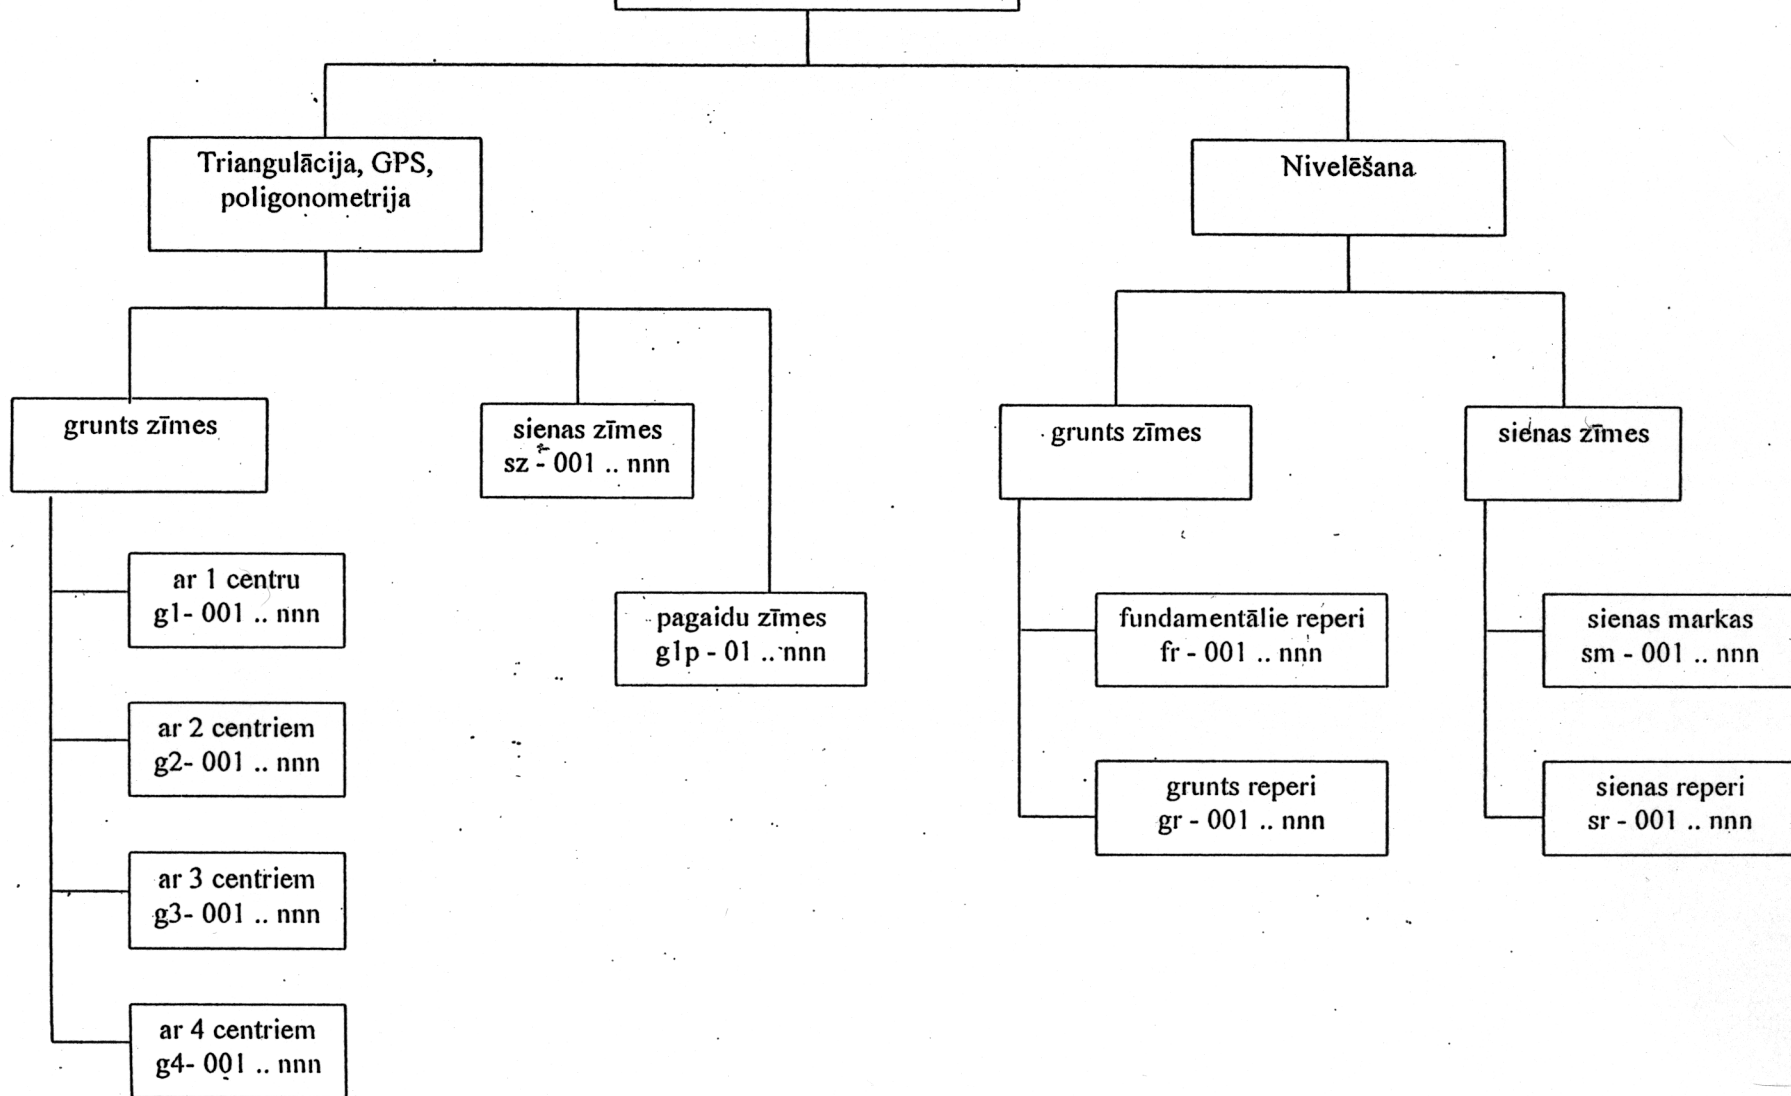 Triangulācija, GPS,
poligonometrija
Nivelēšana
grunts zīmes
sienas zīmes
sz - 001 .. nnn
grunts zīmes
sienas zīmes
ar 1 centru
g1- 001 .. nnn
pagaidu zīmes
g1p - 01 .. nnn
fundamentālie reperi
fr - 001 .. nnn
sienas markas
sm - 001 .. nnn
ar 2 centriem
g2- 001 .. nnn
grunts reperi
gr - 001 .. nnn
sienas reperi
sr - 001 .. nnn
ar 3 centriem
g3- 001 .. nnn
ar 4 centriem
g4- 001 .. nnn